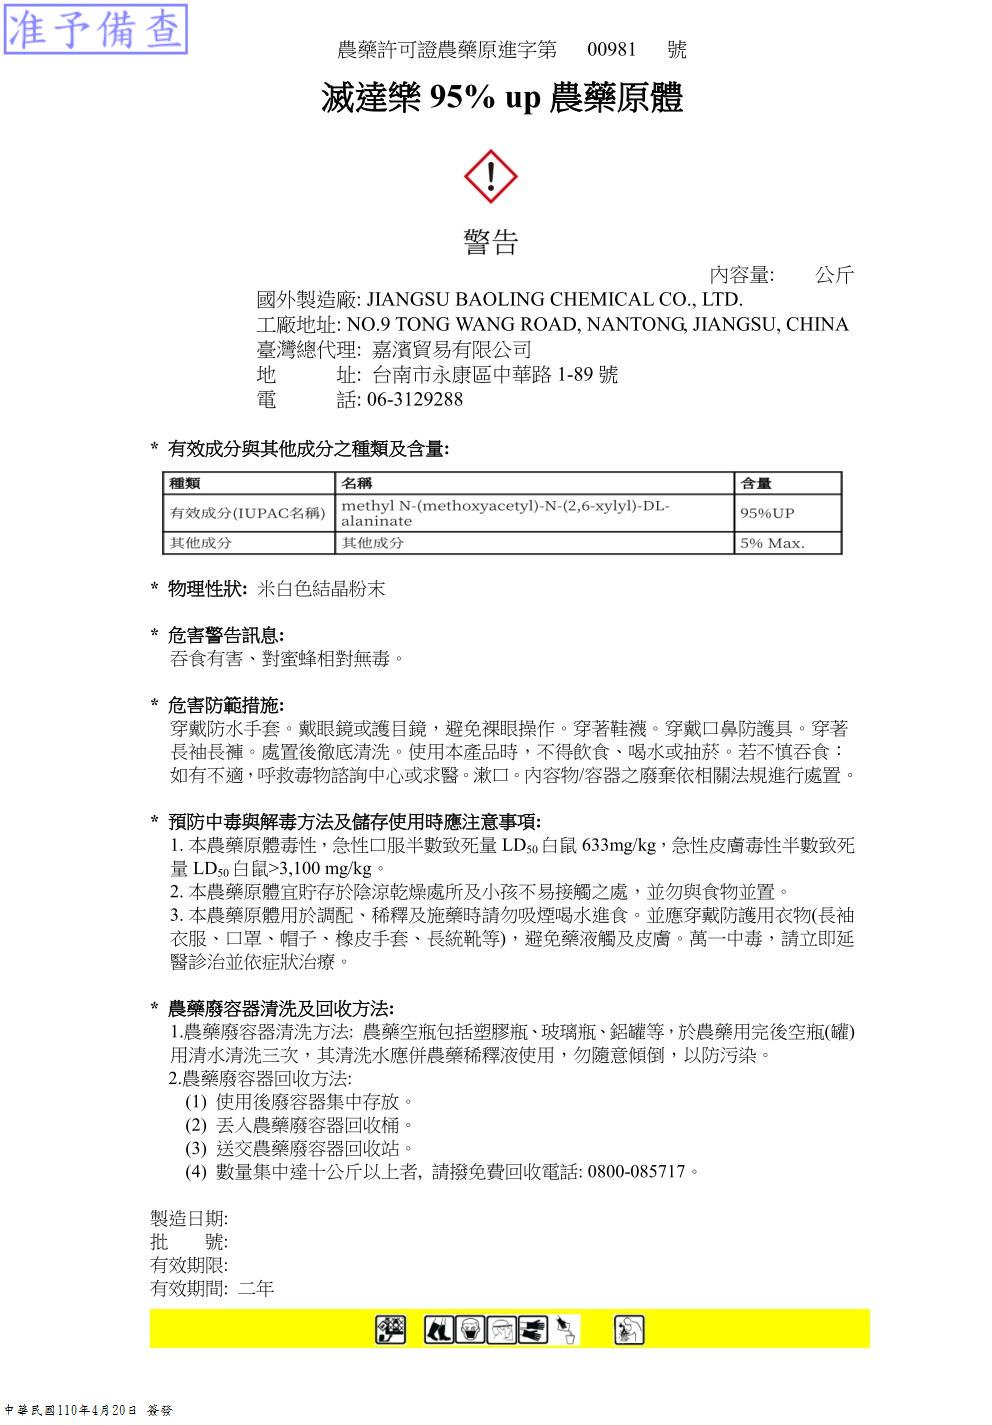 准予備查
農藥許可證農藥原進字第 00981 號
滅達樂 95% up 農藥原體
警告
內容量: 公斤
國外製造廠: JIANGSU BAOLING CHEMICAL CO., LTD.
工廠地址: NO.9 TONG WANG ROAD, NANTONG, JIANGSU, CHINA
臺灣總代理: 嘉濱貿易有限公司
地 址: 台南市永康區中華路 1-89 號
電 話: 06-3129288
* 有效成分與其他成分之種類及含量:
種類 名稱 含量
有效成分(IUPAC名稱) methyl N-(methoxyacetyl)-N-(2,6-xylyl)-DL- 95%UP
alaninate
其他成分 其他成分 5% Max.
* 物理性狀: 米白色結晶粉末
* 危害警告訊息:
吞食有害、對蜜蜂相對無毒。
* 危害防範措施:
穿戴防水手套。戴眼鏡或護目鏡，避免裸眼操作。穿著鞋襪。穿戴口鼻防護具。穿著
長袖長褲。處置後徹底清洗。使用本產品時，不得飲食、喝水或抽菸。若不慎吞食：
如有不適，呼救毒物諮詢中心或求醫。漱口。內容物/容器之廢棄依相關法規進行處置。
* 預防中毒與解毒方法及儲存使用時應注意事項:
1. 本農藥原體毒性，急性口服半數致死量 LD₅₀ 白鼠 633mg/kg，急性皮膚毒性半數致死
量 LD₅₀ 白鼠>3,100 mg/kg。
2. 本農藥原體宜貯存於陰涼乾燥處所及小孩不易接觸之處，並勿與食物並置。
3. 本農藥原體用於調配、稀釋及施藥時請勿吸煙喝水進食。並應穿戴防護用衣物(長袖
衣服、口罩、帽子、橡皮手套、長統靴等)，避免藥液觸及皮膚。萬一中毒，請立即延
醫診治並依症狀治療。
* 農藥廢容器清洗及回收方法:
1.農藥廢容器清洗方法: 農藥空瓶包括塑膠瓶、玻璃瓶、鋁罐等，於農藥用完後空瓶(罐)
用清水清洗三次，其清洗水應併農藥稀釋液使用，勿隨意傾倒，以防污染。
2.農藥廢容器回收方法:
(1) 使用後廢容器集中存放。
(2) 丟入農藥廢容器回收桶。
(3) 送交農藥廢容器回收站。
(4) 數量集中達十公斤以上者, 請撥免費回收電話: 0800-085717。
製造日期:
批 號:
有效期限:
有效期間: 二年
中華民國110年4月20日 簽發